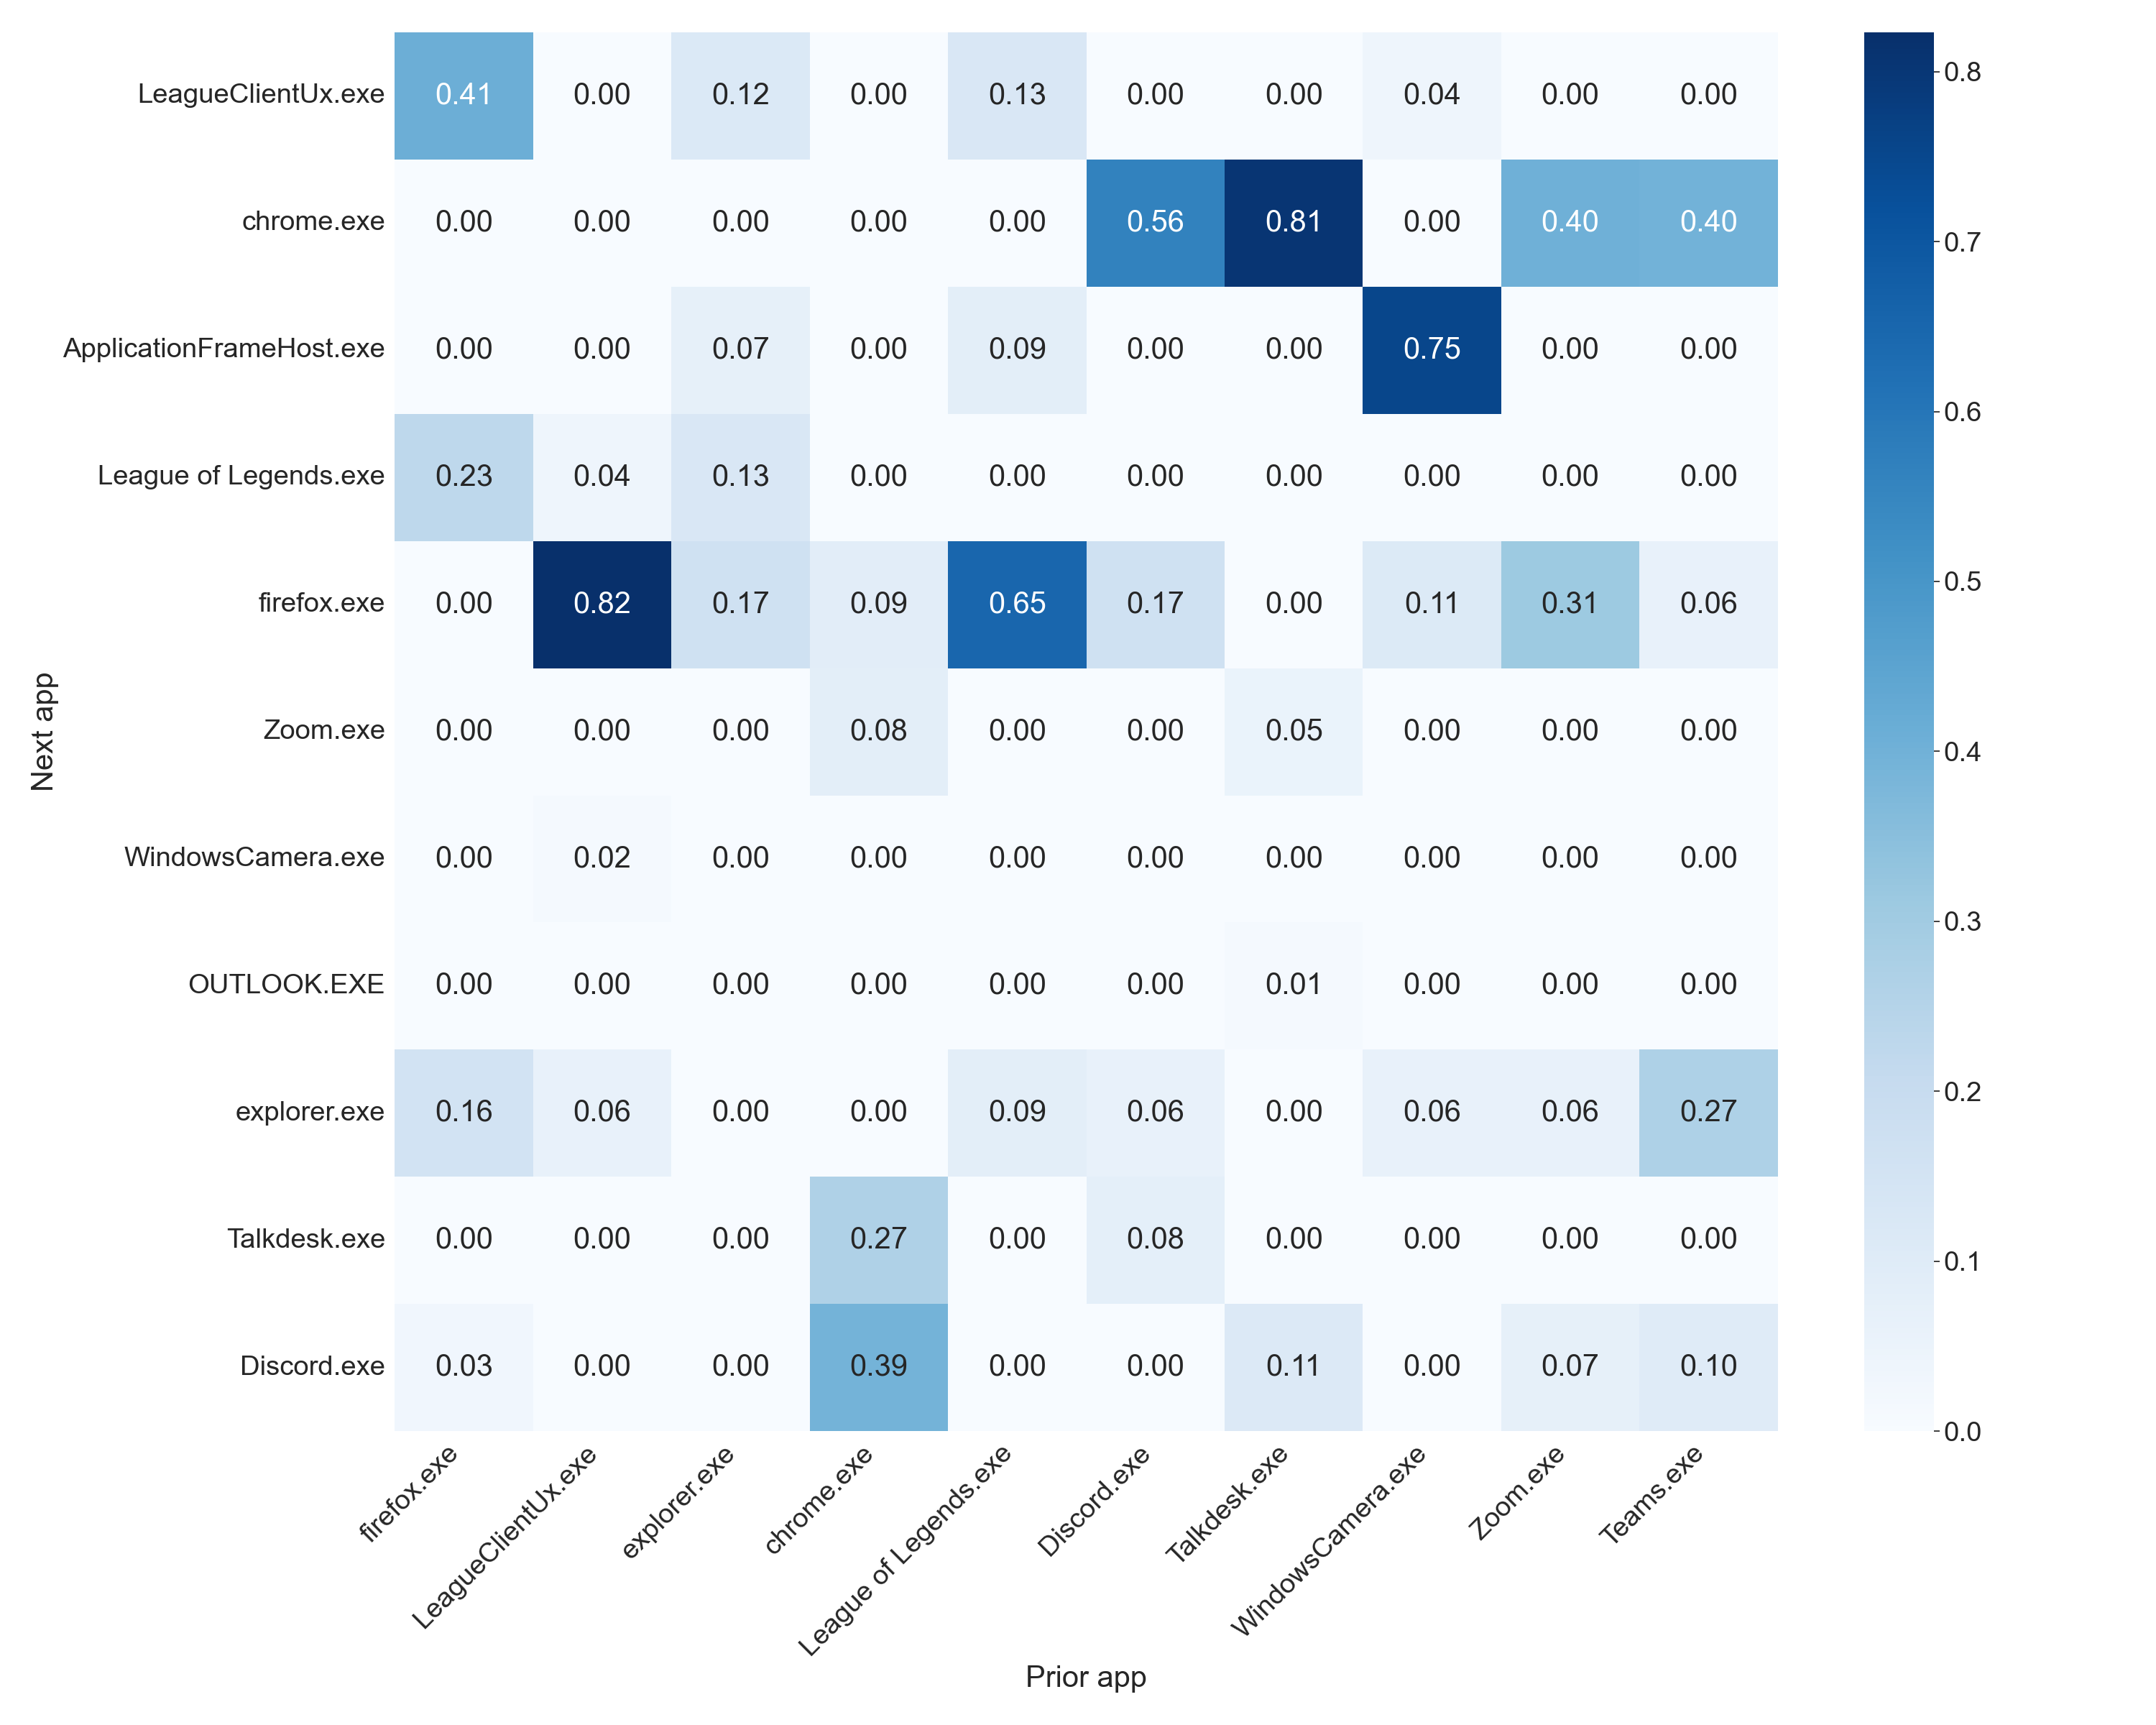 LeagueClientUx.exe 0.41 0.00 0.12 0.00 0.13 0.00 0.00 0.04 0.00 0.00
chrome.exe 0.00 0.00 0.00 0.00 0.00 0.56 0.81 0.00 0.40 0.40
ApplicationFrameHost.exe 0.00 0.00 0.07 0.00 0.09 0.00 0.00 0.75 0.00 0.00
League of Legends.exe 0.23 0.04 0.13 0.00 0.00 0.00 0.00 0.00 0.00 0.00
firefox.exe 0.00 0.82 0.17 0.09 0.65 0.17 0.00 0.11 0.31 0.06
Zoom.exe 0.00 0.00 0.00 0.08 0.00 0.00 0.05 0.00 0.00 0.00
WindowsCamera.exe 0.00 0.02 0.00 0.00 0.00 0.00 0.00 0.00 0.00 0.00
OUTLOOK.EXE 0.00 0.00 0.00 0.00 0.00 0.00 0.01 0.00 0.00 0.00
explorer.exe 0.16 0.06 0.00 0.00 0.09 0.06 0.00 0.06 0.06 0.27
Talkdesk.exe 0.00 0.00 0.00 0.27 0.00 0.08 0.00 0.00 0.00 0.00
Discord.exe 0.03 0.00 0.00 0.39 0.00 0.00 0.11 0.00 0.07 0.10
Next app
firefox.exe
LeagueClientUx.exe
explorer.exe
chrome.exe
League of Legends.exe
Discord.exe
Talkdesk.exe
WindowsCamera.exe
Zoom.exe
Teams.exe
Prior app
0.8
0.7
0.6
0.5
0.4
0.3
0.2
0.1
0.0